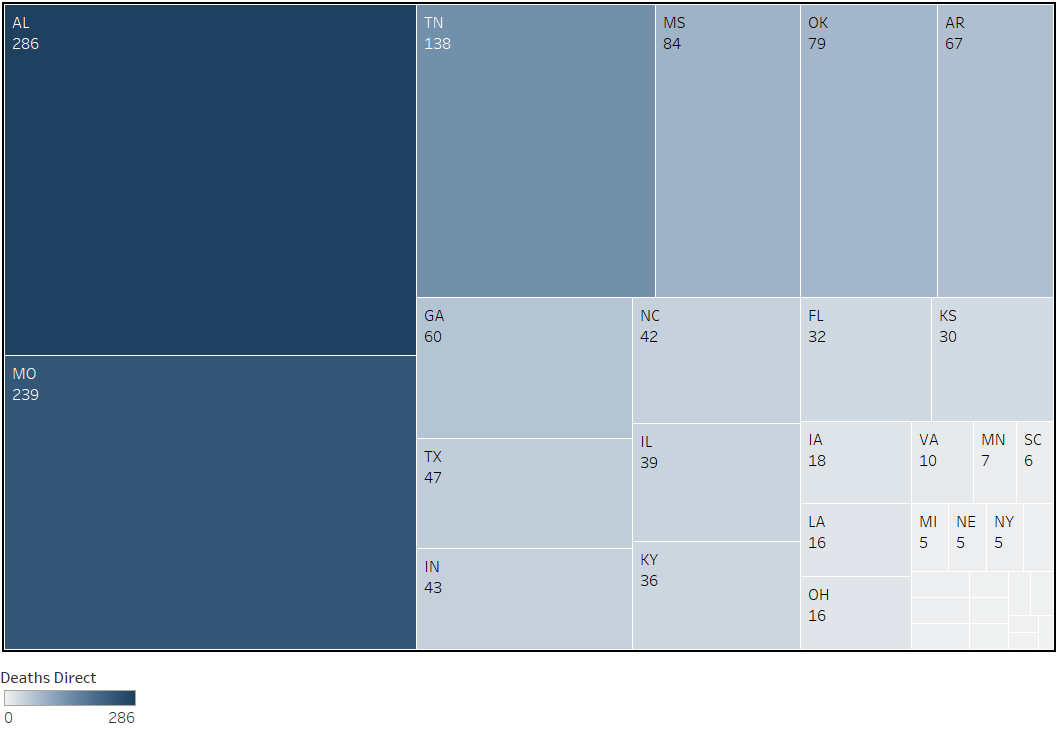 AL
286
TN
138
MS
84
OK
79
AR
67
GA
60
NC
42
FL
32
KS
30
MO
239
TX
47
IL
39
IA
18
VA
10
MN
7
SC
6
LA
16
MI
5
NE
5
NY
5
IN
43
KY
36
OH
16
Deaths Direct
0 286